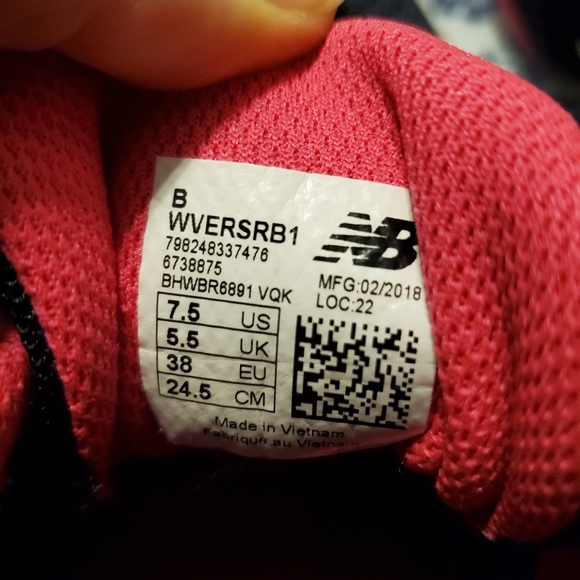 B
WVERSRB1
798248337476
6738875
BHWBR6891 VQK
NB
MFG:02/2018
LOC:22
7.5 US
5.5 UK
38 EU
24.5 CM
Made in Vietnam
Fabriqué au Vietnam